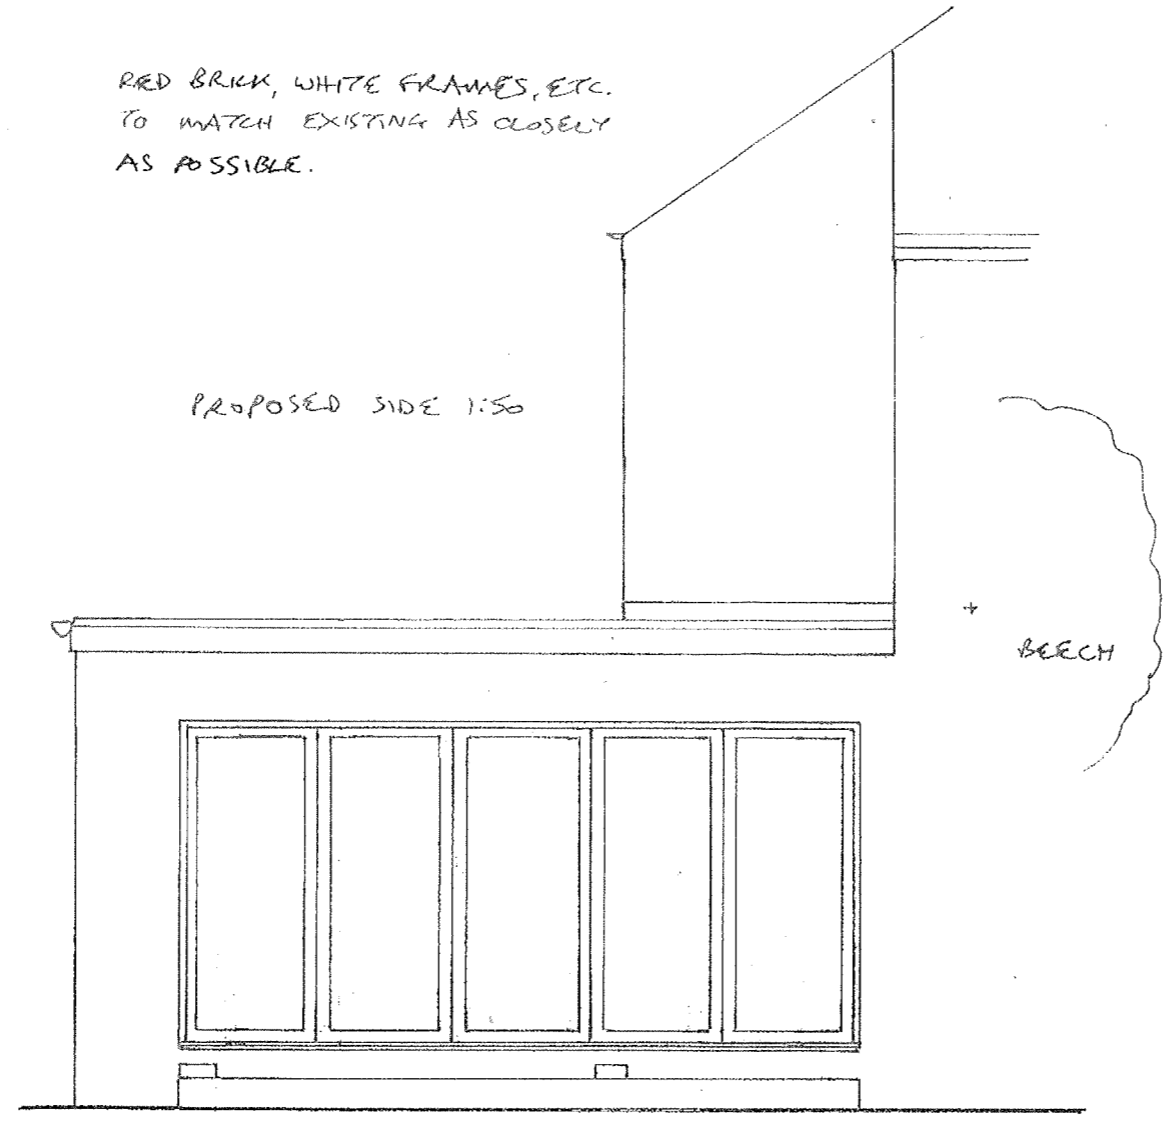 RED BRICK, WHITE FRAMES, ETC.
TO MATCH EXISTING AS CLOSELY
AS POSSIBLE.
PROPOSED SIDE 1:50
BEECH